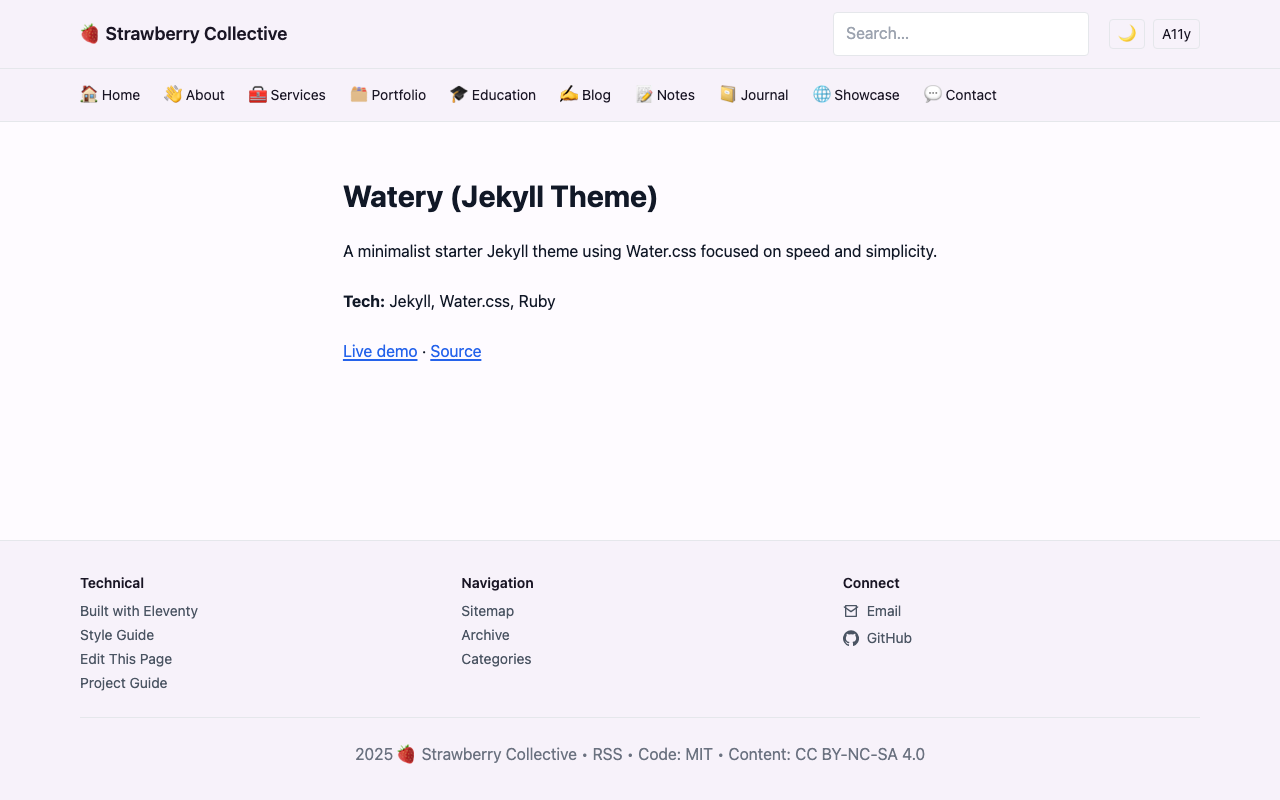 🍓 Strawberry Collective
Search...
🌙
A11y
🏠 Home 👋 About 🧰 Services 🗂️ Portfolio 🎓 Education ✍️ Blog 📝 Notes 📔 Journal 🌐 Showcase 💬 Contact
Watery (Jekyll Theme)
A minimalist starter Jekyll theme using Water.css focused on speed and simplicity.
Tech: Jekyll, Water.css, Ruby
Live demo · Source
Technical
Built with Eleventy
Style Guide
Edit This Page
Project Guide
Navigation
Sitemap
Archive
Categories
Connect
Email
GitHub
2025 🍓 Strawberry Collective • RSS • Code: MIT • Content: CC BY-NC-SA 4.0